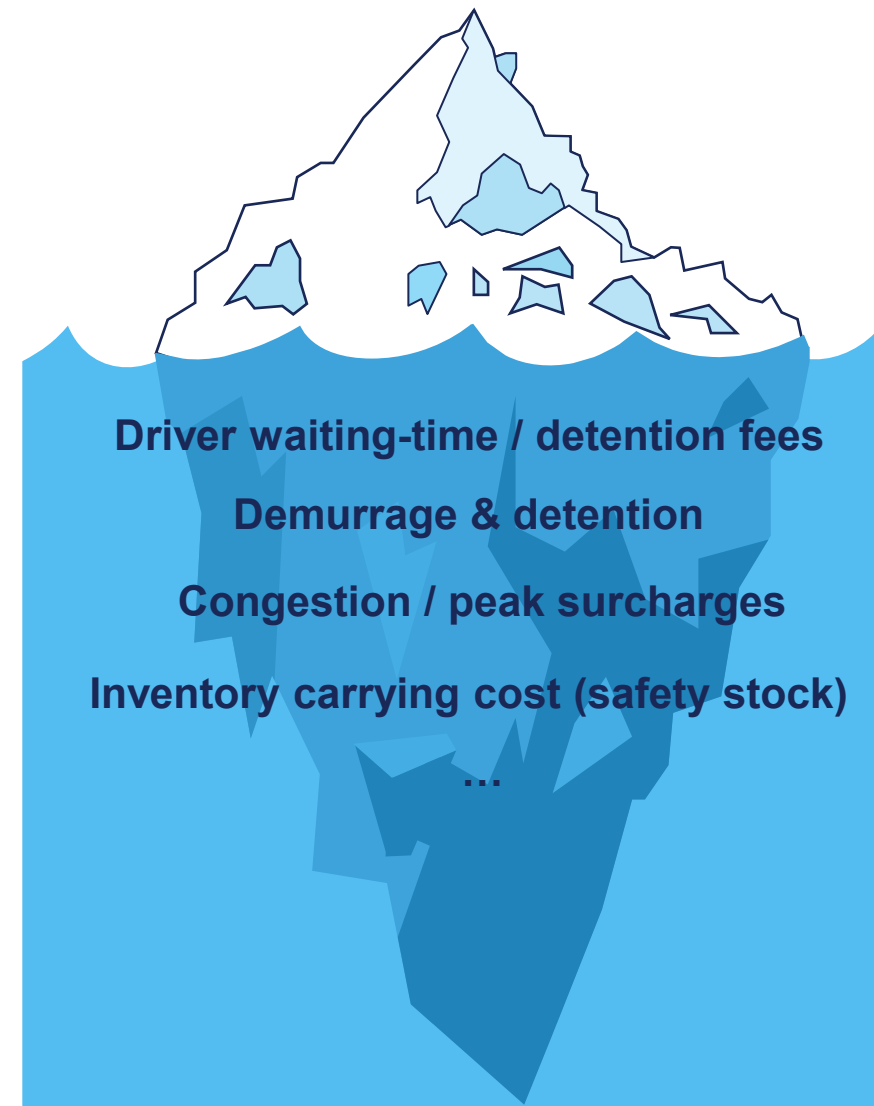 Driver waiting-time / detention fees
Demurrage & detention
Congestion / peak surcharges
Inventory carrying cost (safety stock)
…